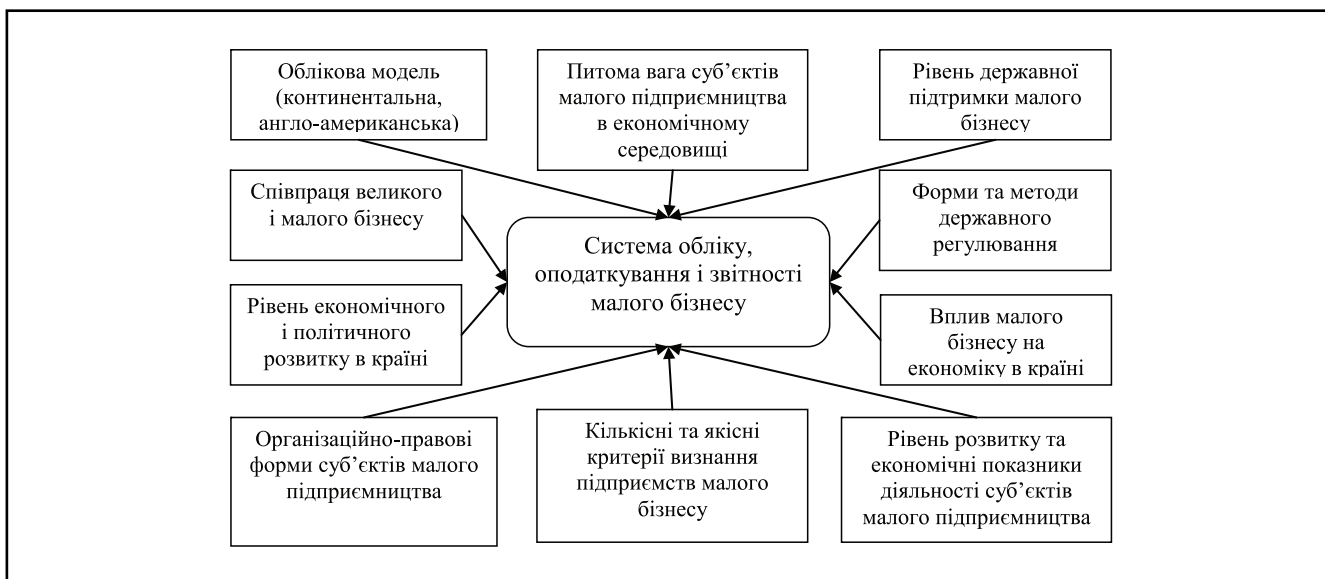 Облікова модель
(континентальна,
англо-американська)
Питома вага суб’єктів
малого підприємництва
в економічному
середовищі
Рівень державної
підтримки малого
бізнесу
Співпраця великого
і малого бізнесу
Форми та методи
державного
регулювання
Система обліку,
оподаткування і звітності
малого бізнесу
Рівень економічного
і політичного
розвитку в країні
Вплив малого
бізнесу на
економіку в країні
Організаційно-правові
форми суб’єктів малого
підприємництва
Кількісні та якісні
критерії визнання
підприємств малого
бізнесу
Рівень розвитку та
економічні показники
діяльності суб’єктів
малого підприємництва